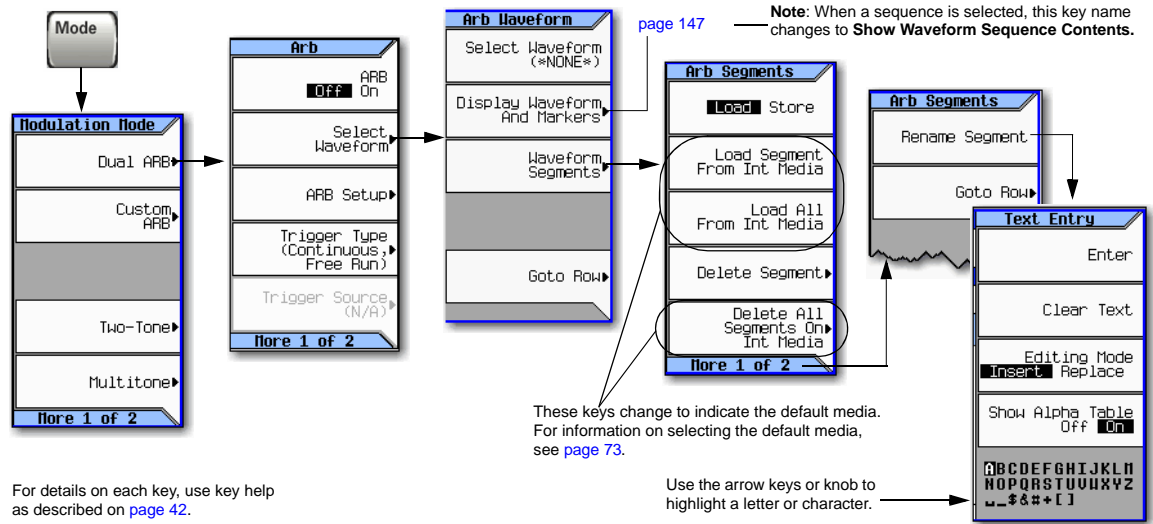 Mode
Modulation Mode
Dual ARB
Custom
ARB
Two-Tone
Multitone
More 1 of 2
For details on each key, use key help
as described on page 42.
Arb
ARB
Off On
Select
Waveform
ARB Setup
Trigger Type
(Continuous,
Free Run)
Trigger Source
(N/A)
More 1 of 2
Arb Waveform
Select Waveform
(*NONE*)
Display Waveform
And Markers
Waveform
Segments
Goto Row
page 147
Note: When a sequence is selected, this key name
changes to Show Waveform Sequence Contents.
Arb Segments
Load Store
Load Segment
From Int Media
Load All
From Int Media
Delete Segment
Delete All
Segments On
Int Media
More 1 of 2
These keys change to indicate the default media.
For information on selecting the default media,
see page 73.
Arb Segments
Rename Segment
Goto Row
Text Entry
Enter
Clear Text
Editing Mode
Insert Replace
Show Alpha Table
Off On
ABCDEFGHIJKLM
NOPQRSTUVWXYZ
␣_$&#+[]
Use the arrow keys or knob to
highlight a letter or character.